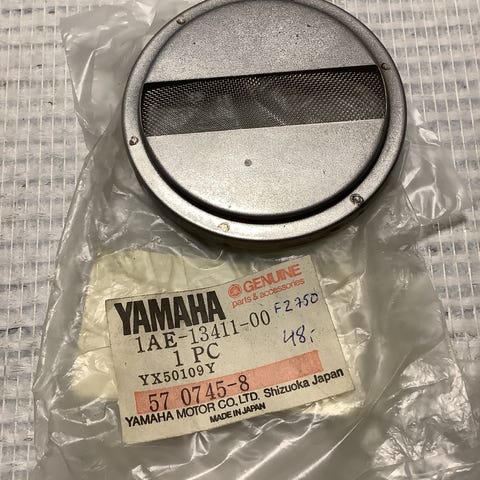 GENUINE
parts & accessories
YAMAHA
1AE-13411-00
FZ750
1 PC
48,-
YX50109Y
57 0745-8
YAMAHA MOTOR CO., LTD. Shizuoka Japan
MADE IN JAPAN